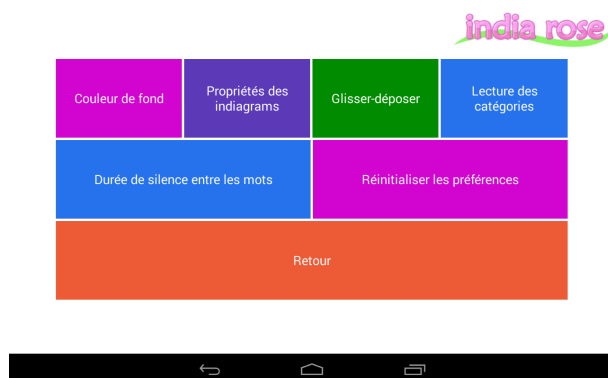 india rose
Couleur de fond
Propriétés des
indiagrams
Glisser-déposer
Lecture des
catégories
Durée de silence entre les mots
Réinitialiser les préférences
Retour